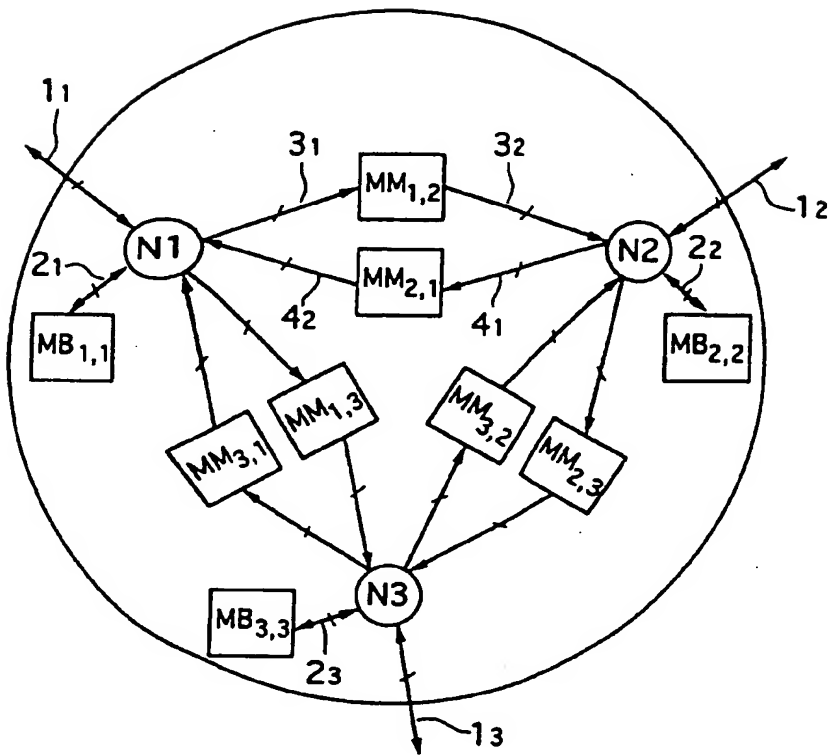 1₁
3₁
MM₁,₂
3₂
1₂
N1
N2
2₁
MM₂,₁
2₂
4₂
4₁
MB₁,₁
MB₂,₂
MM₁,₃
MM₃,₂
MM₃,₁
MM₂,₃
N3
MB₃,₃
2₃
1₃